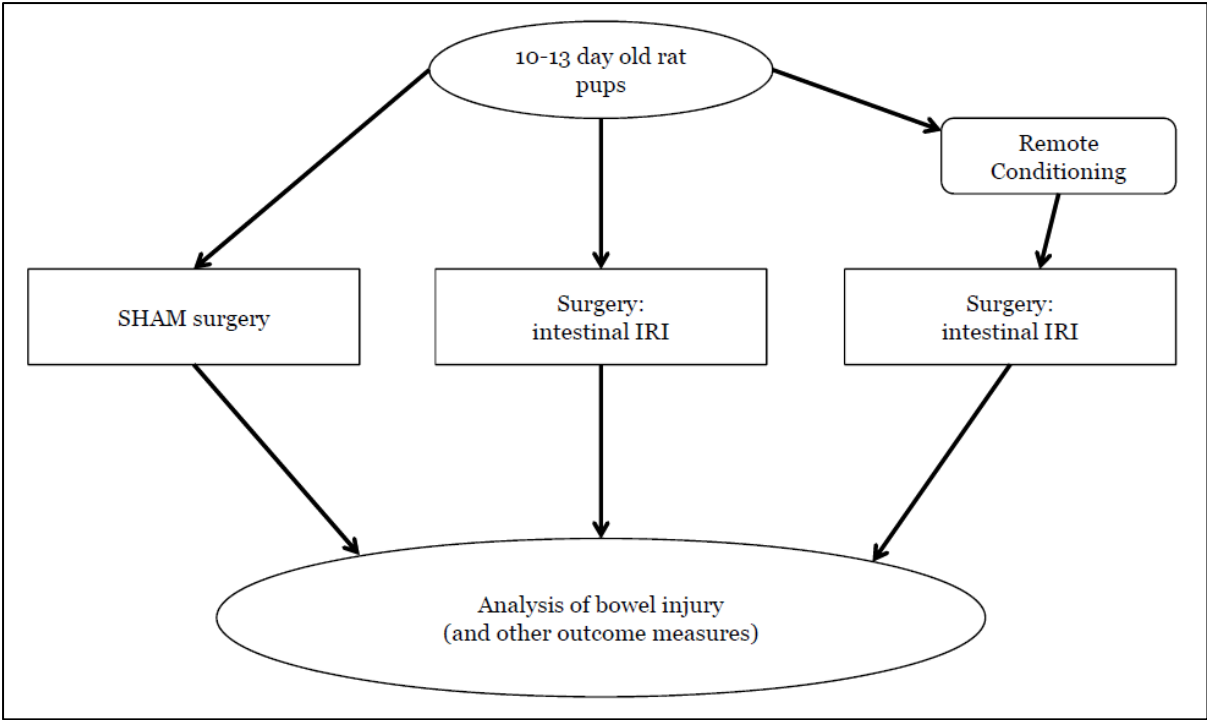 10-13 day old rat
pups
Remote
Conditioning
SHAM surgery
Surgery:
intestinal IRI
Surgery:
intestinal IRI
Analysis of bowel injury
(and other outcome measures)